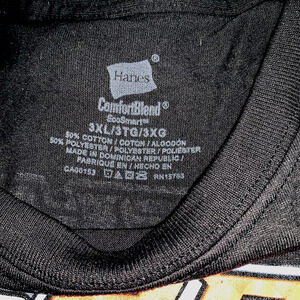 Hanes
ComfortBlend®
EcoSmart™
3XL/3TG/3XG
50% COTTON / COTON / ALGODÓN
50% POLYESTER / POLYESTER / POLIÉSTER
MADE IN DOMINICAN REPUBLIC /
FABRIQUÉ EN / HECHO EN
CA00153 RN15763